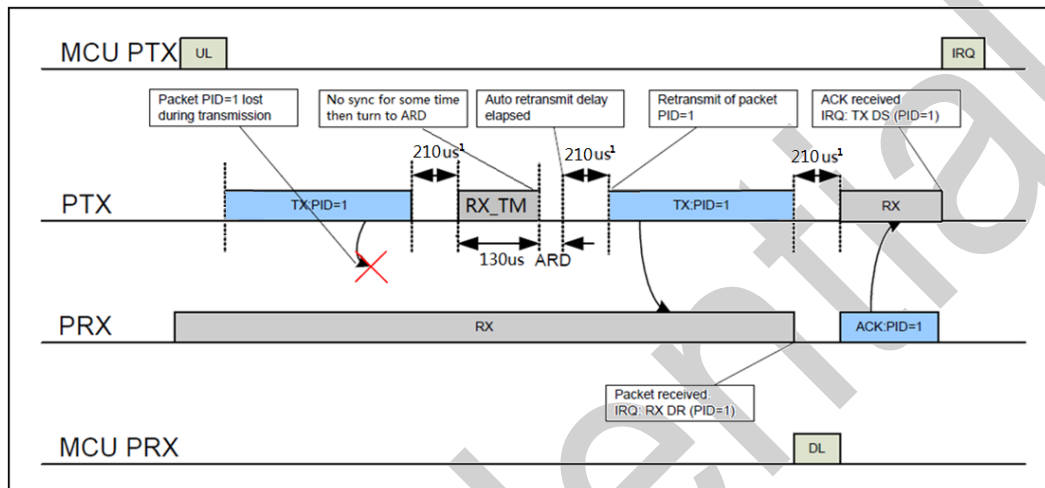 MCU PTX
UL
IRQ
Packet PID=1 lost
during transmission
No sync for some time
then turn to ARD
Auto retransmit delay
elapsed
Retransmit of packet
PID=1
ACK received
IRQ: TX DS (PID=1)
210us¹
210us¹
210us¹
PTX
TX:PID=1
RX_TM
TX:PID=1
RX
130us
ARD
PRX
RX
ACK:PID=1
Packet received.
IRQ: RX DR (PID=1)
MCU PRX
DL